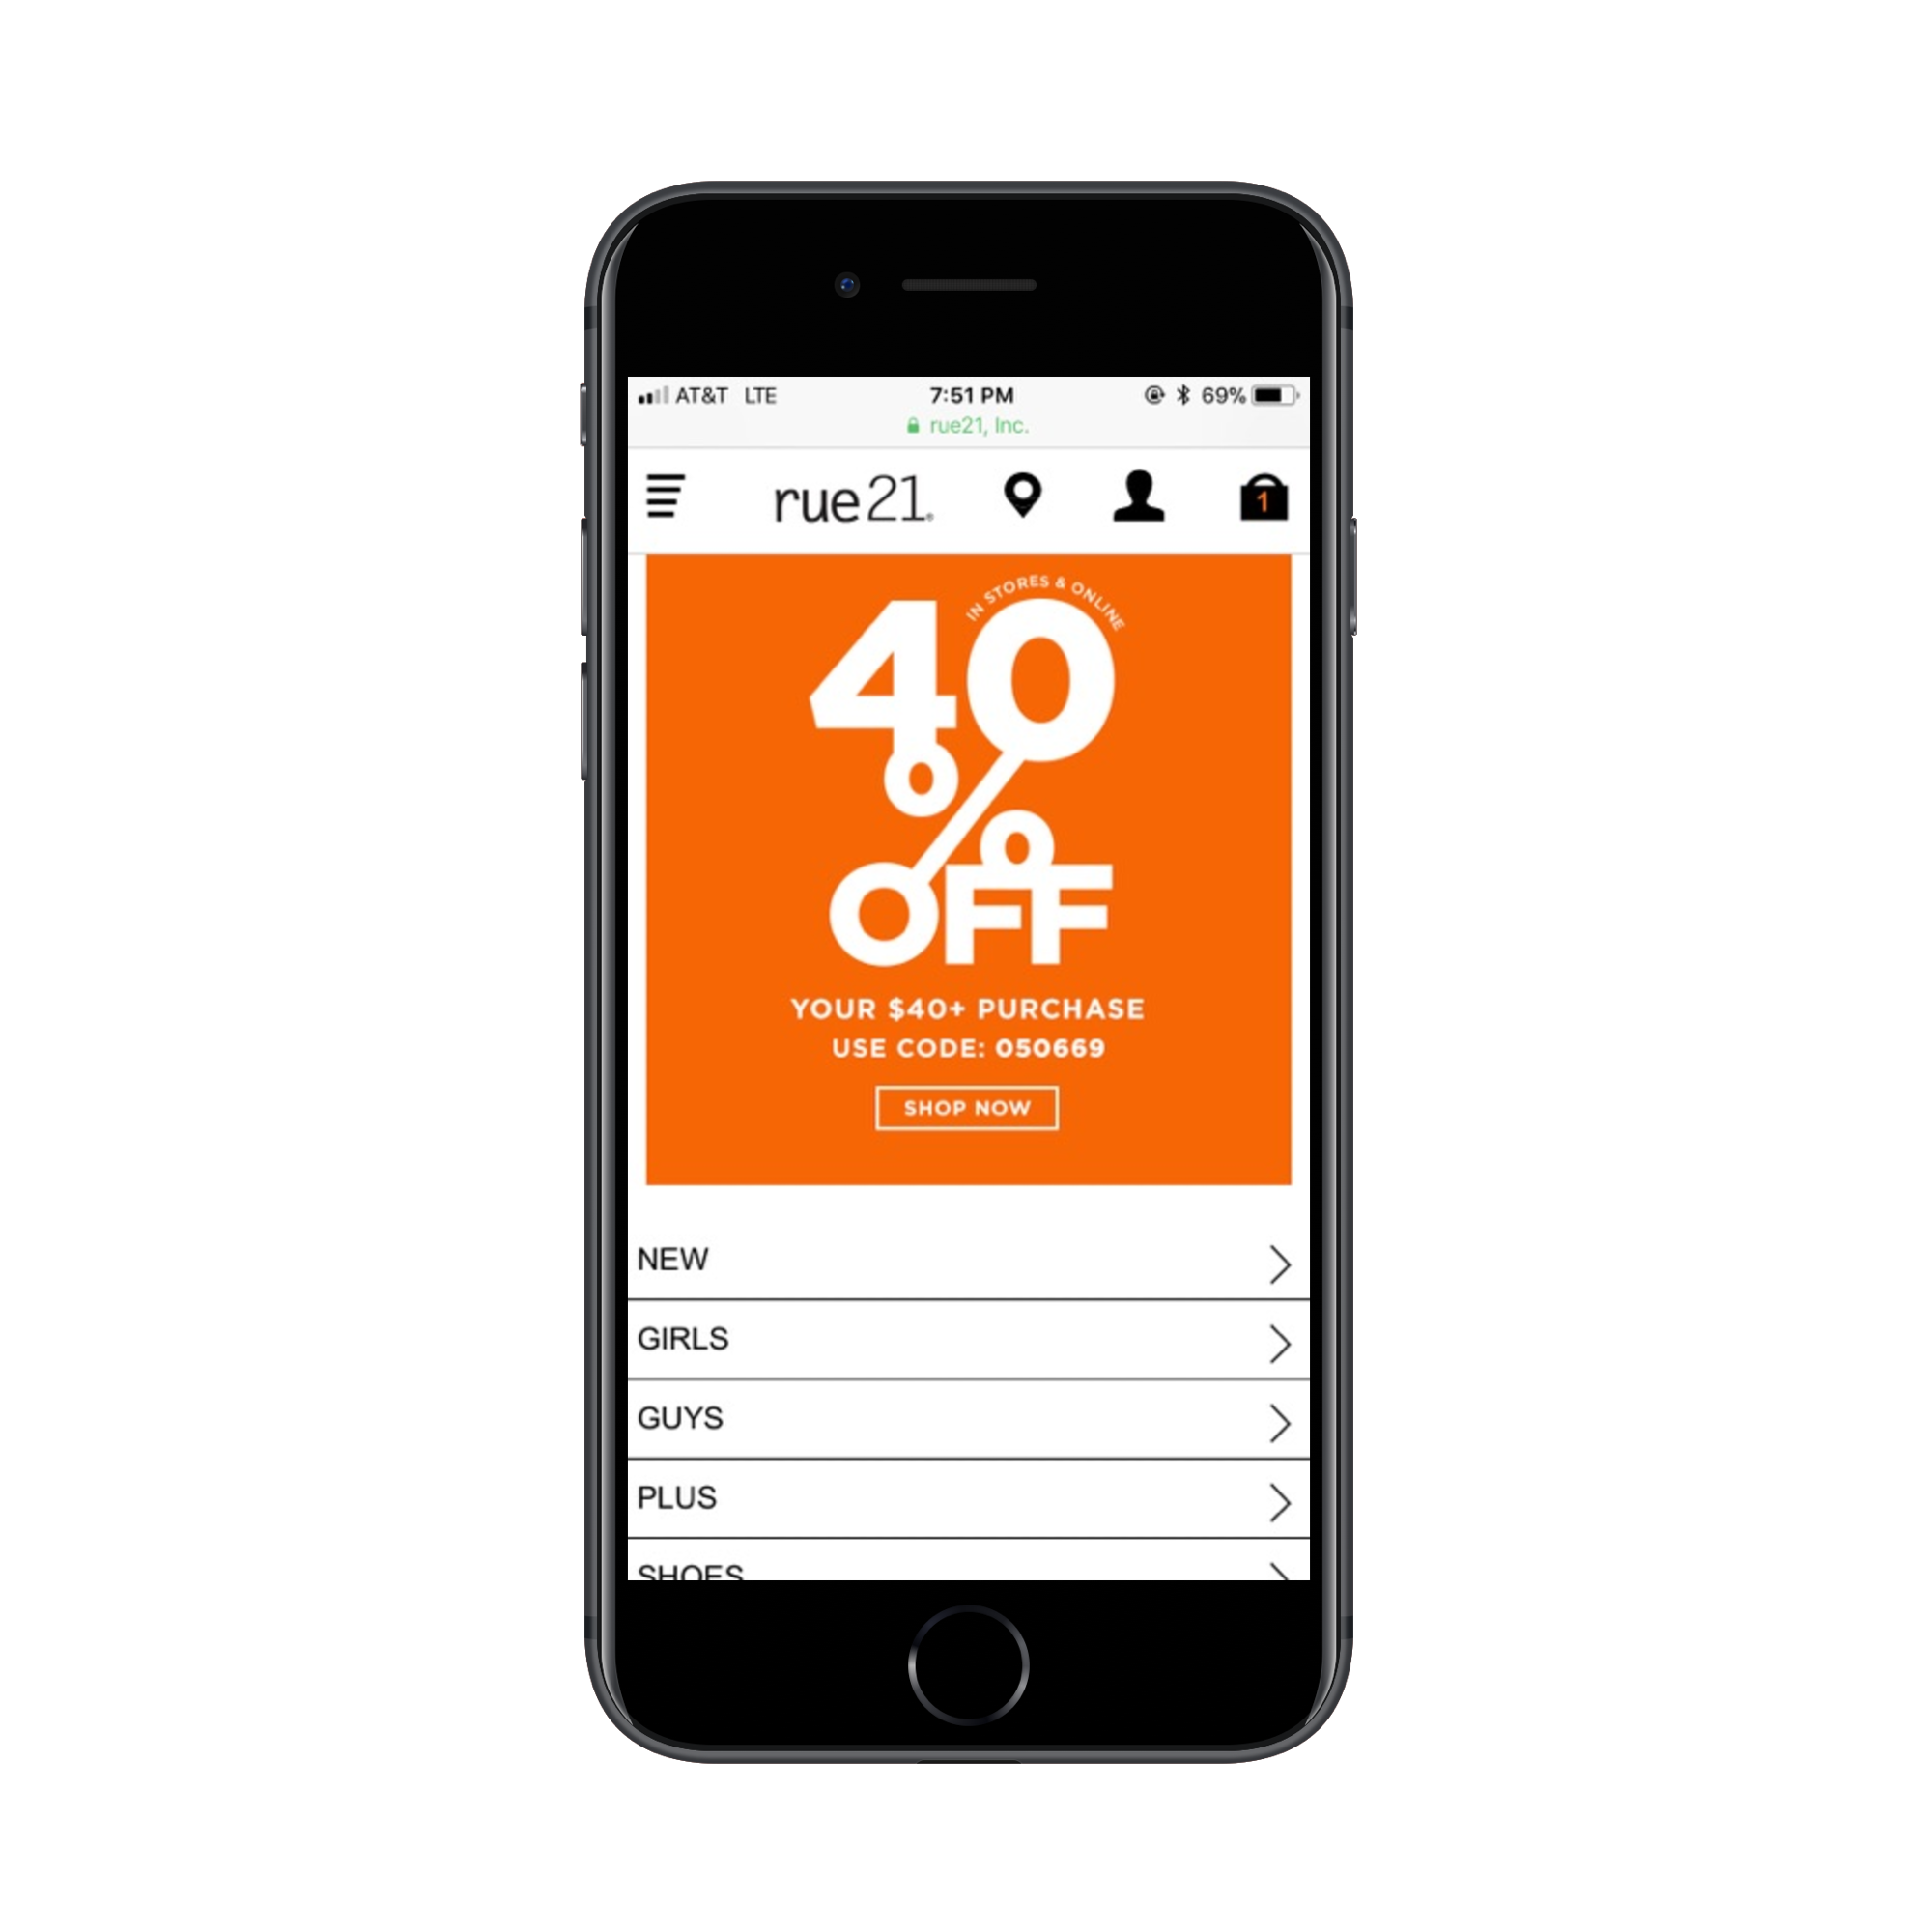 AT&T LTE 7:51 PM 69%
rue21, Inc.
rue21® 1
IN STORES & ONLINE
40
%
OFF
YOUR $40+ PURCHASE
USE CODE: 050669
SHOP NOW
NEW
GIRLS
GUYS
PLUS
SHOES